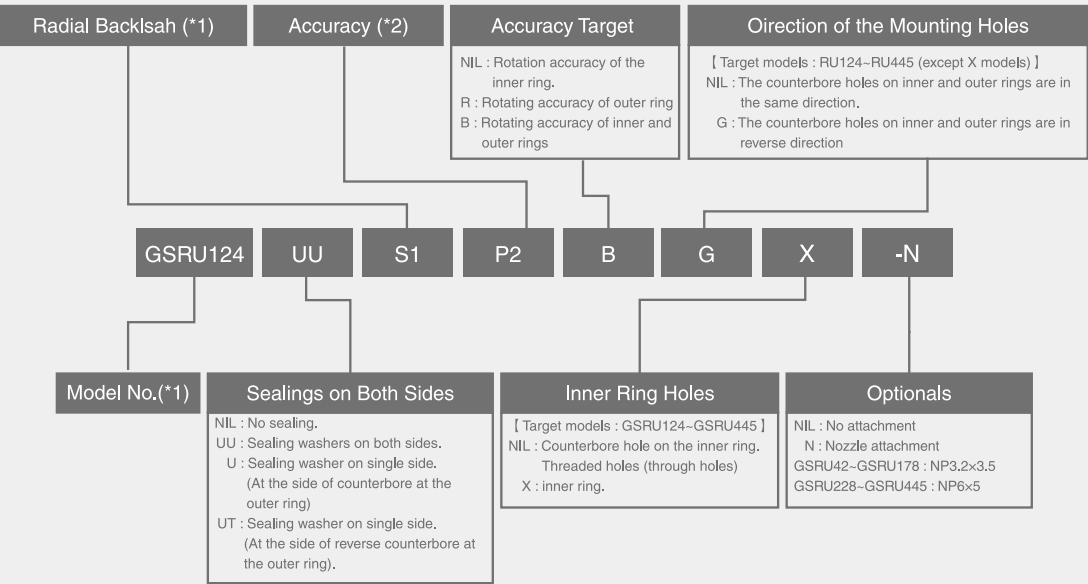 Radial Backlsah (*1)
Accuracy (*2)
Accuracy Target
NIL : Rotation accuracy of the
inner ring.
R : Rotating accuracy of outer ring
B : Rotating accuracy of inner and
outer rings
Oirection of the Mounting Holes
【 Target models : RU124~RU445 (except X models) 】
NIL : The counterbore holes on inner and outer rings are in
the same direction.
G : The counterbore holes on inner and outer rings are in
reverse direction
GSRU124
UU
S1
P2
B
G
X
-N
Model No.(*1)
Sealings on Both Sides
NIL : No sealing.
UU : Sealing washers on both sides.
U : Sealing washer on single side.
(At the side of counterbore at the
outer ring)
UT : Sealing washer on single side.
(At the side of reverse counterbore at
the outer ring).
Inner Ring Holes
【 Target models : GSRU124~GSRU445 】
NIL : Counterbore hole on the inner ring.
Threaded holes (through holes)
X : inner ring.
Optionals
NIL : No attachment
N : Nozzle attachment
GSRU42~GSRU178 : NP3.2×3.5
GSRU228~GSRU445 : NP6×5